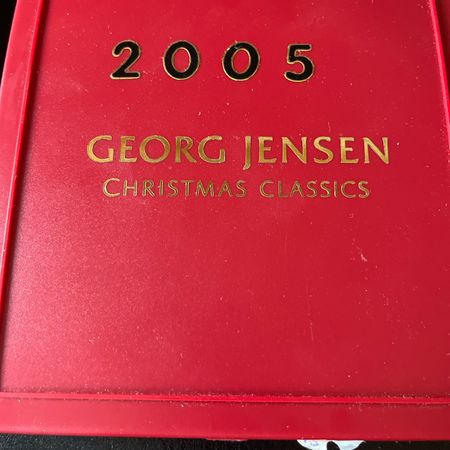 2005
GEORG JENSEN
CHRISTMAS CLASSICS